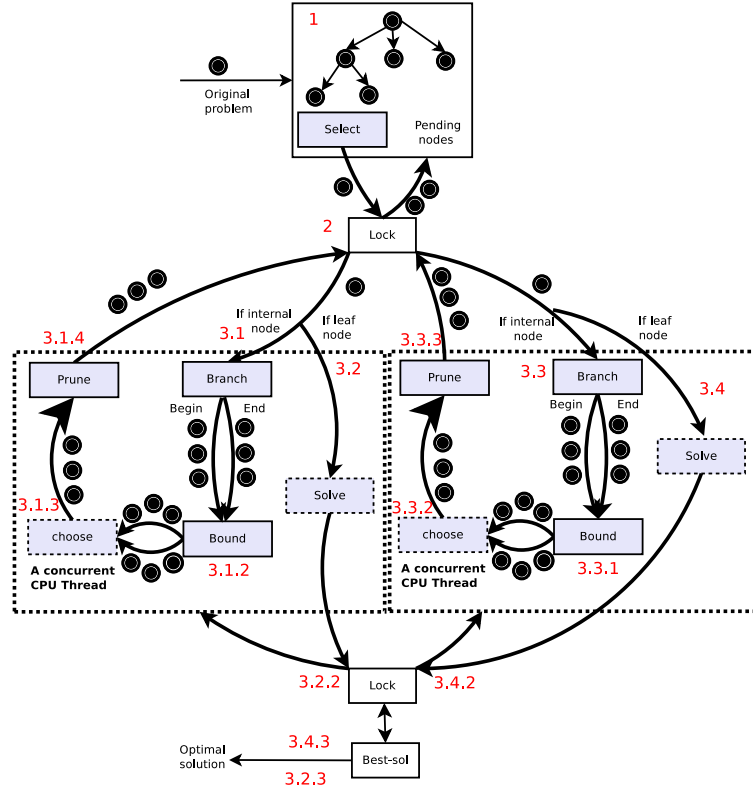 1
Original
problem
Select
Pending
nodes
2
Lock
3.1.4
3.1
If internal
node
If leaf
node
3.2
3.3.3
If internal
node
If leaf
node
3.3
3.4
Prune
Branch
Begin
End
Solve
3.1.3
choose
Bound
3.1.2
A concurrent
CPU Thread
Prune
Branch
Begin
End
Solve
3.3.2
choose
Bound
3.3.1
A concurrent
CPU Thread
3.2.2
Lock
3.4.2
Optimal
solution
3.4.3
3.2.3
Best-sol